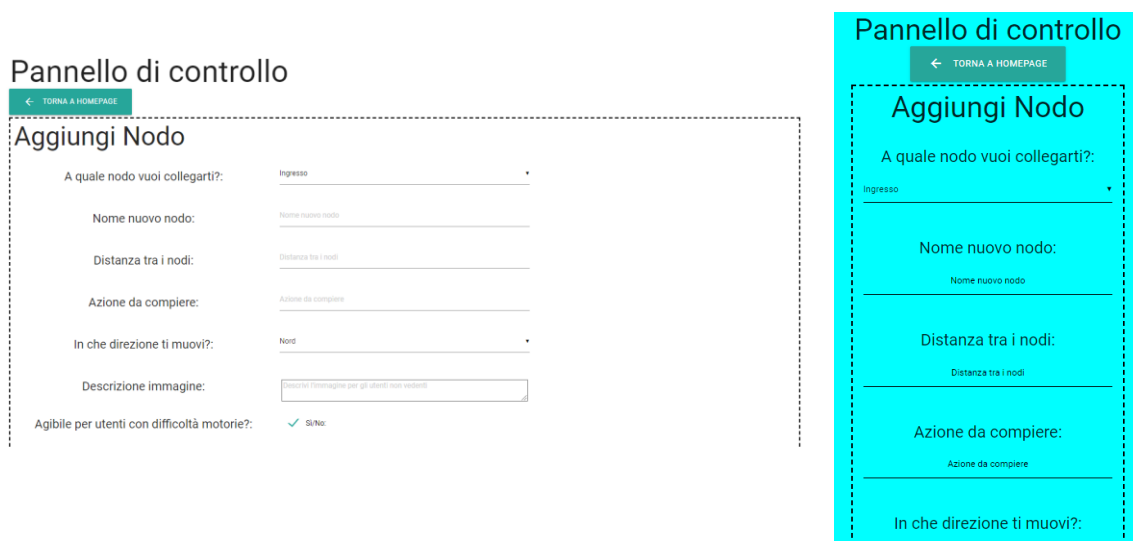 Pannello di controllo
TORNA A HOMEPAGE
Aggiungi Nodo
A quale nodo vuoi collegarti?:
Ingresso
Nome nuovo nodo:
Nome nuovo nodo
Distanza tra i nodi:
Distanza tra i nodi
Azione da compiere:
Azione da compiere
In che direzione ti muovi?:
Nord
Descrizione immagine:
Descrivi l'immagine per gli utenti non vedenti
Agibile per utenti con difficoltà motorie?:
Si/No:
Pannello di controllo
TORNA A HOMEPAGE
Aggiungi Nodo
A quale nodo vuoi collegarti?:
Ingresso
Nome nuovo nodo:
Nome nuovo nodo
Distanza tra i nodi:
Distanza tra i nodi
Azione da compiere:
Azione da compiere
In che direzione ti muovi?: